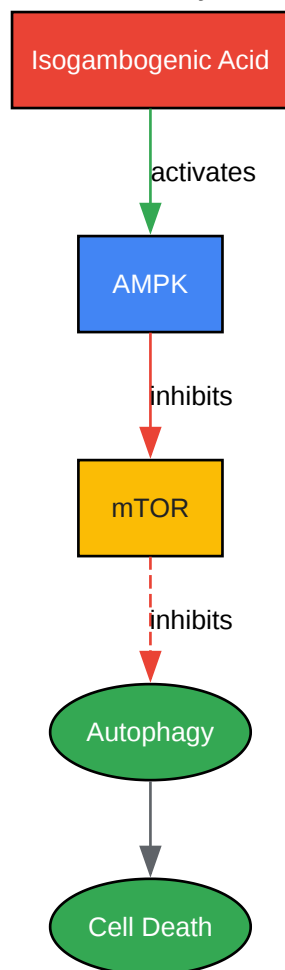 Isogambogenic Acid
activates
AMPK
inhibits
mTOR
inhibits
Autophagy
Cell Death